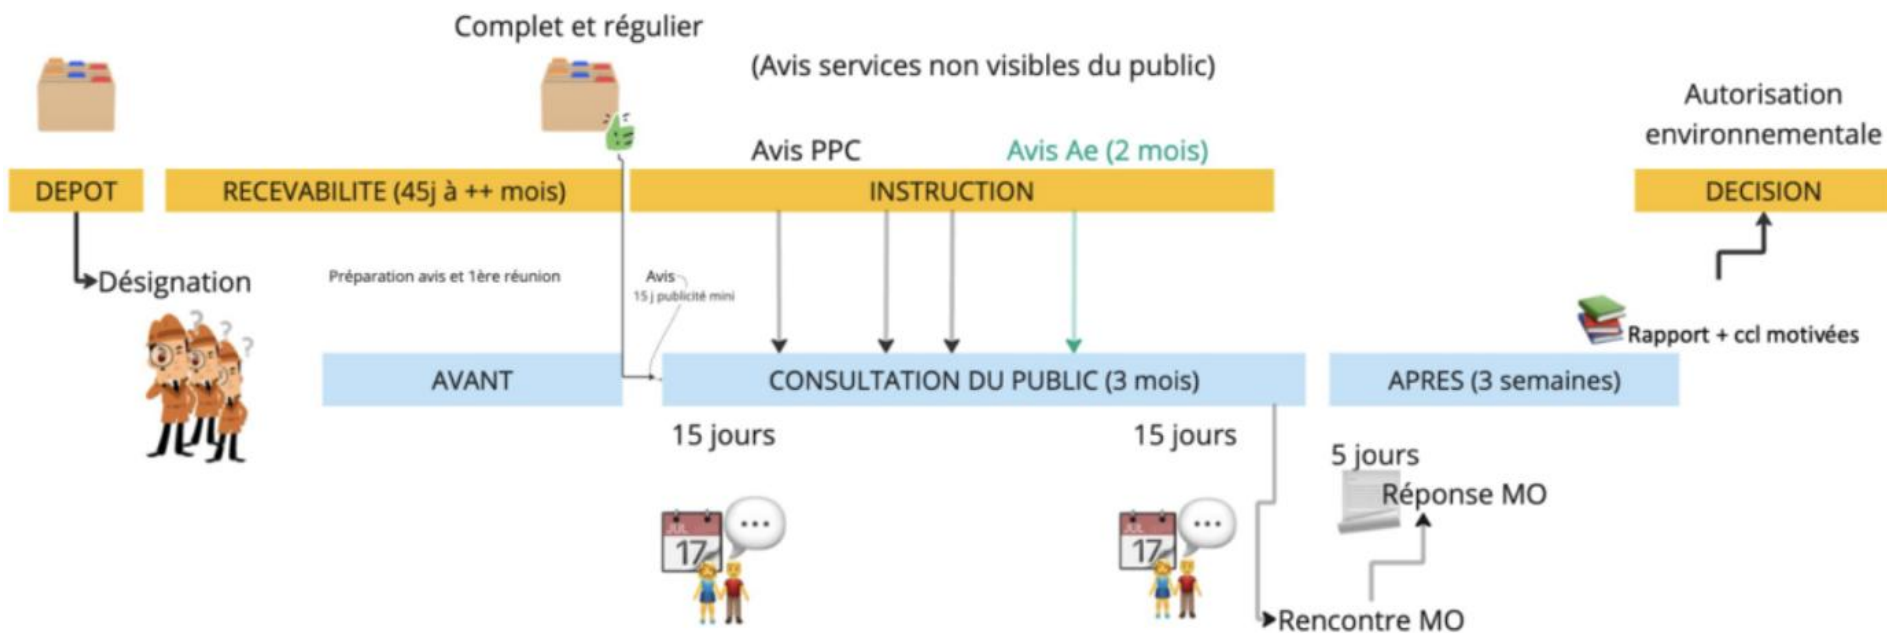 Complet et régulier
(Avis services non visibles du public)
Autorisation
environnementale
Avis PPC
Avis Ae (2 mois)
DEPOT
RECEVABILITE (45j à ++ mois)
INSTRUCTION
DECISION
Désignation
Préparation avis et 1ère réunion
Avis
15 j publicité mini
? ? ?
Rapport + ccl motivées
AVANT
CONSULTATION DU PUBLIC (3 mois)
APRES (3 semaines)
15 jours
15 jours
5 jours
Réponse MO
JUL
17
JUL
17
Rencontre MO